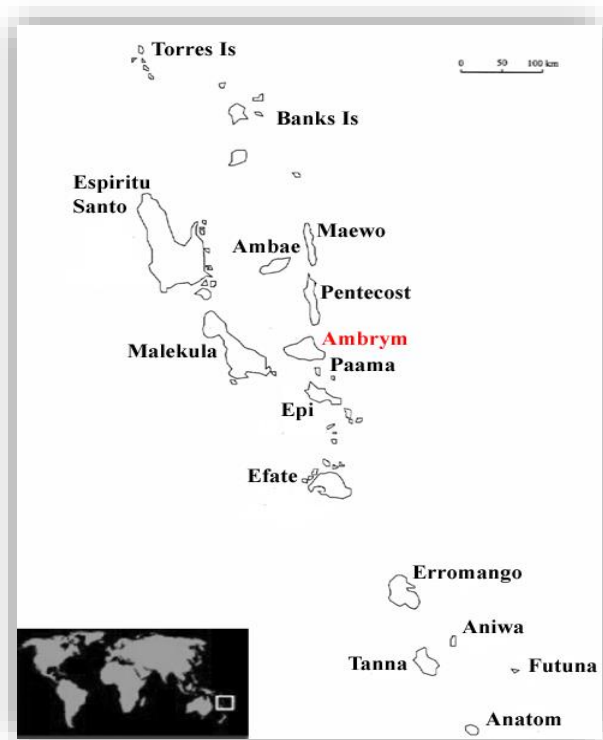 Torres Is
0 50 100 km
Banks Is
Espiritu
Santo
Maewo
Ambae
Pentecost
Ambrym
Malekula
Paama
Epi
Efate
Erromango
Aniwa
Tanna
Futuna
Anatom